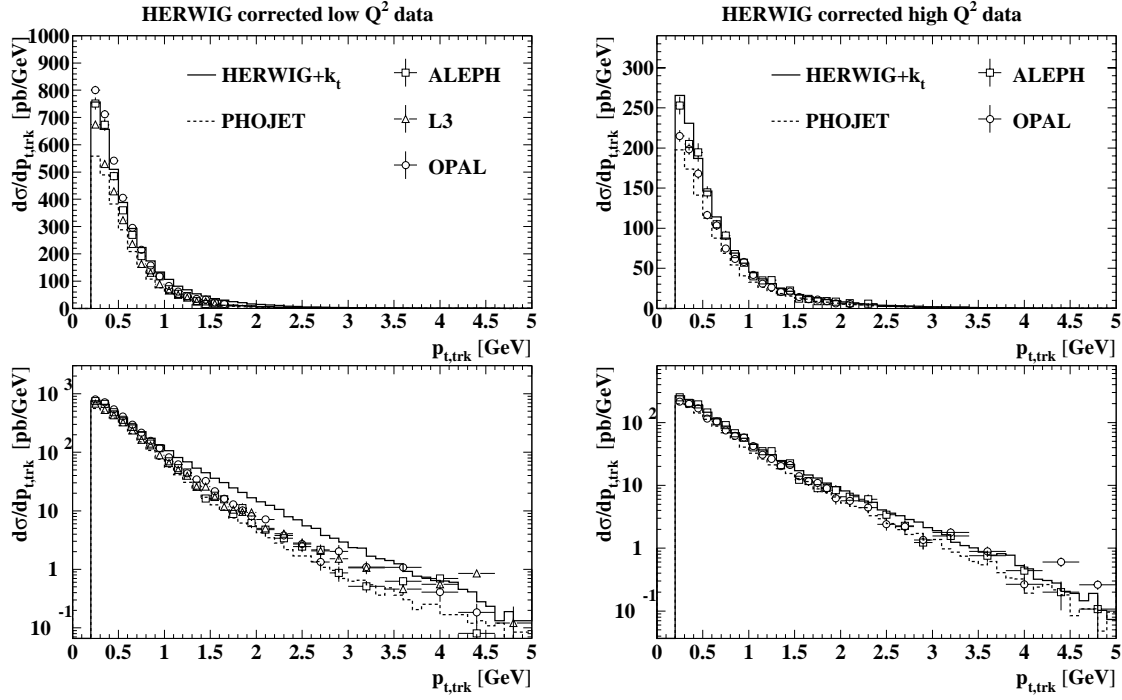 HERWIG corrected low Q² data
HERWIG corrected high Q² data
dσ/dp_t,trk [pb/GeV]
1000
900
800
700
600
500
400
300
200
100
0
HERWIG+k_t
PHOJET
ALEPH
L3
OPAL
0 0.5 1 1.5 2 2.5 3 3.5 4 4.5 5
p_t,trk [GeV]
dσ/dp_t,trk [pb/GeV]
300
250
200
150
100
50
0
HERWIG+k_t
PHOJET
ALEPH
OPAL
0 0.5 1 1.5 2 2.5 3 3.5 4 4.5 5
p_t,trk [GeV]
dσ/dp_t,trk [pb/GeV]
10³
10²
10
1
10⁻¹
0 0.5 1 1.5 2 2.5 3 3.5 4 4.5 5
p_t,trk [GeV]
dσ/dp_t,trk [pb/GeV]
10²
10
1
10⁻¹
0 0.5 1 1.5 2 2.5 3 3.5 4 4.5 5
p_t,trk [GeV]